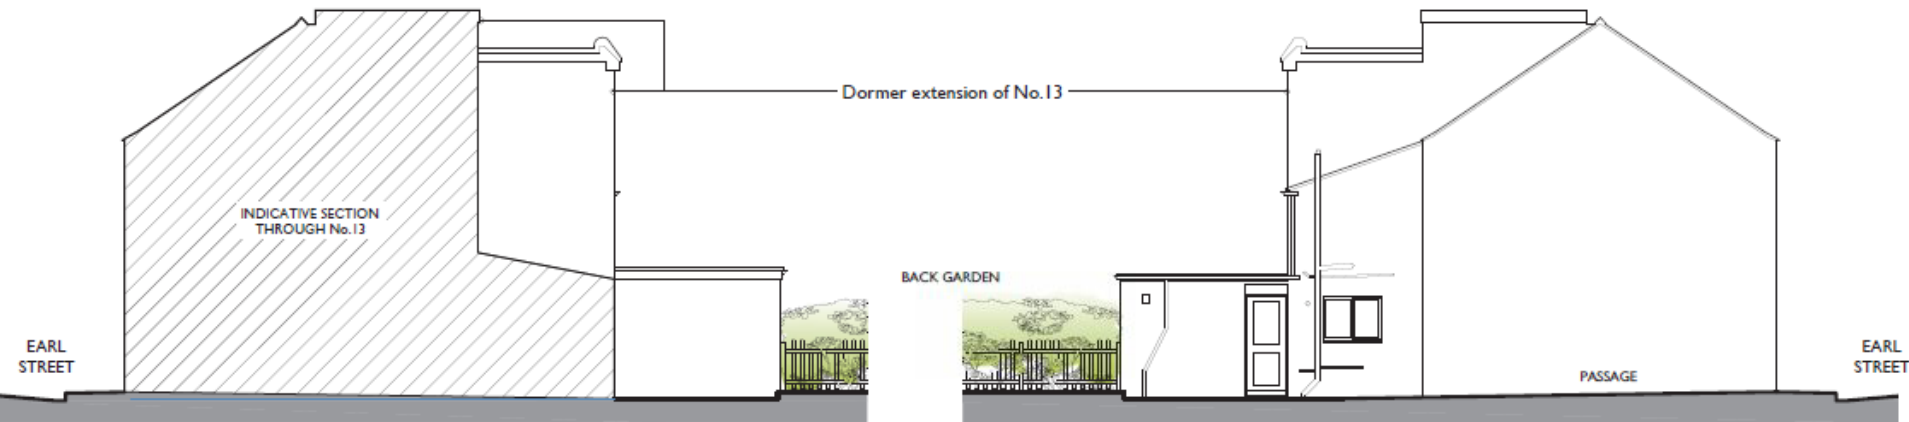 Dormer extension of No.13
INDICATIVE SECTION
THROUGH No.13
BACK GARDEN
EARL
STREET
PASSAGE
EARL
STREET